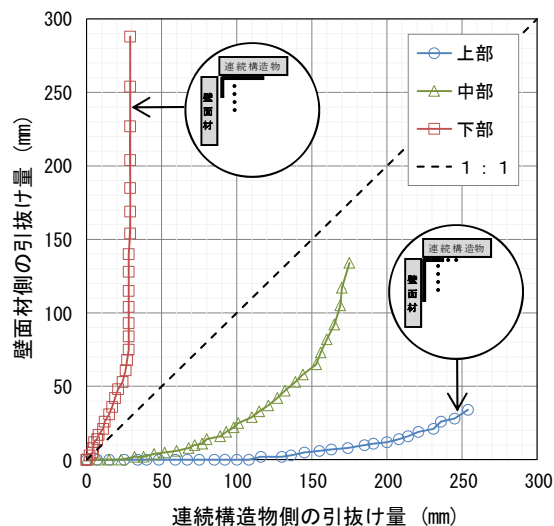 300
250
200
150
100
50
0
壁面材側の引抜け量 (mm)
0
50
100
150
200
250
300
連続構造物側の引抜け量 (mm)
上部
中部
下部
1 : 1
連続構造物
壁面材
連続構造物
壁面材